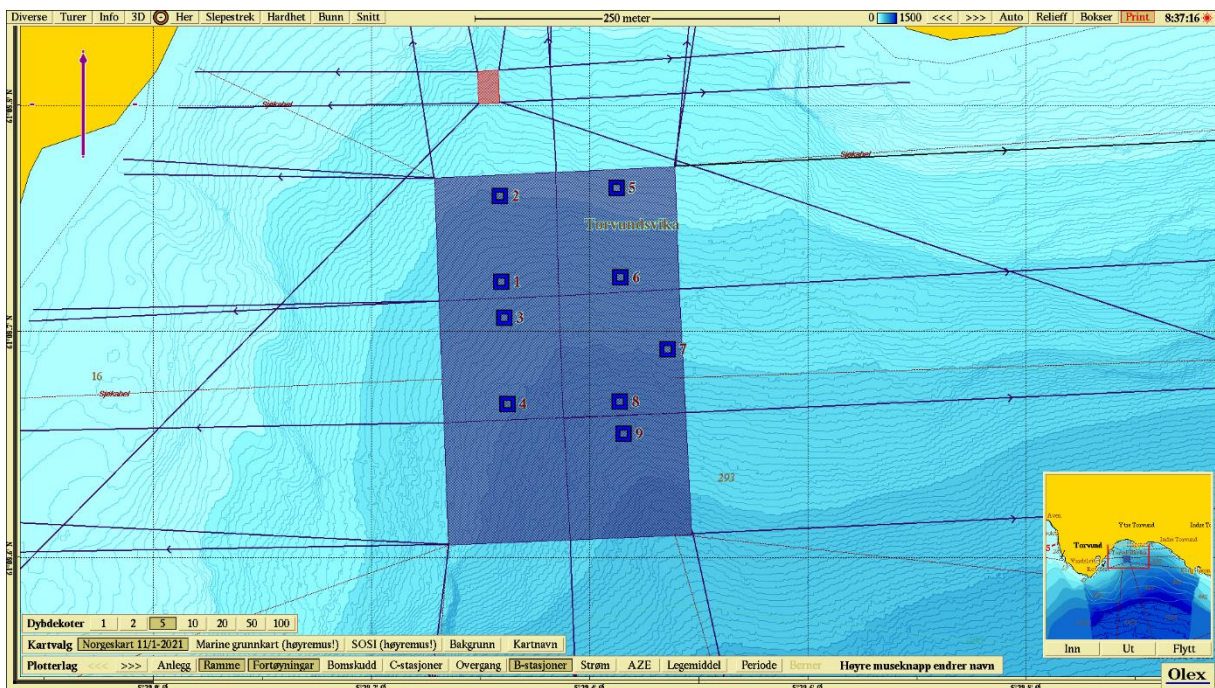 Diverse Turer Info 3D Her Slepestrek Hardhet Bunn Snitt 250 meter 0 1500 <<< >>> Auto Relieff Bokser Print 8:37:16
Sjøkabel
Sjøkabel
2 5
Torvundsvika
1 6
3
7
16
Sjøkabel
4 8
9
293
Ytre Torvund
Torvund
Indre Torvund
Dybdekoter 1 2 5 10 20 50 100
Kartvalg Norgeskart 11/1-2021 Marine grunnkart (høyremus!) SOSI (høyremus!) Bakgrunn Kartnavn
Inn Ut Flytt
Plotterlag <<< >>> Anlegg Ramme Fortøyningar Bomskudd C-stasjoner Overgang B-stasjoner Strøm AZE Legemiddel Periode Berner Høyre museknapp endrer navn
Olex